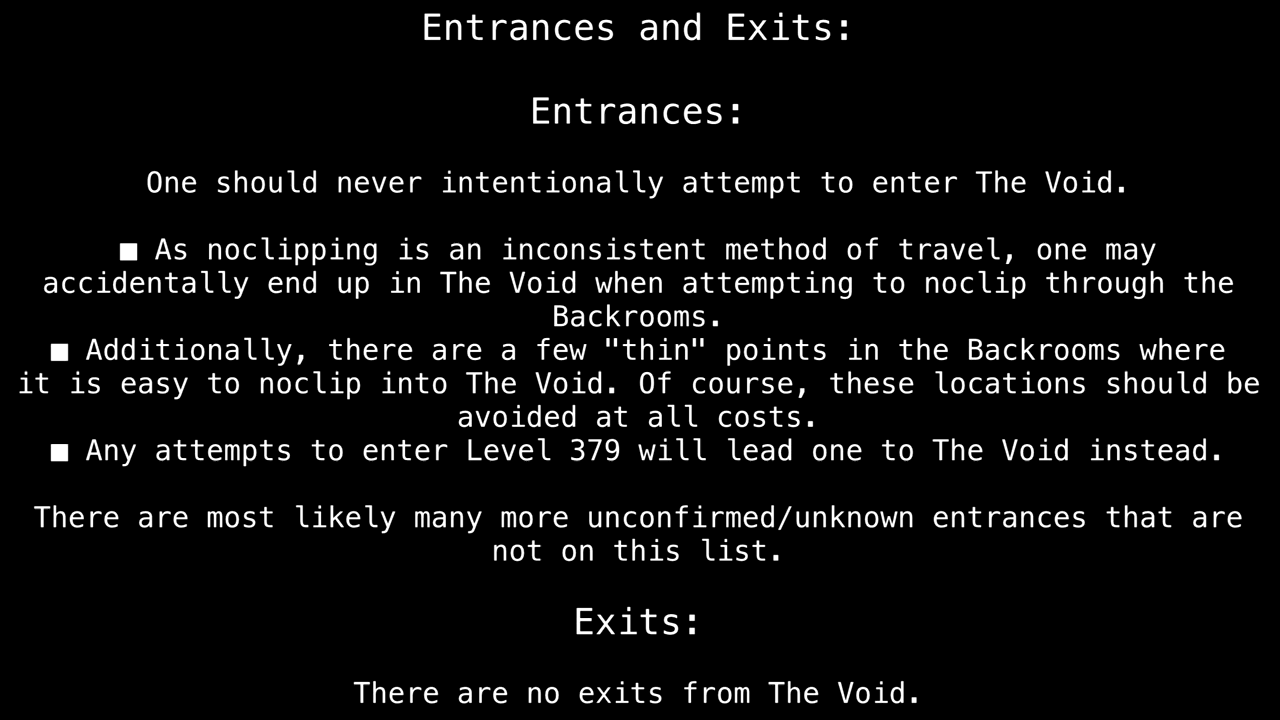 Entrances and Exits:
Entrances:
One should never intentionally attempt to enter The Void.
■ As noclipping is an inconsistent method of travel, one may
accidentally end up in The Void when attempting to noclip through the
Backrooms.
■ Additionally, there are a few "thin" points in the Backrooms where
it is easy to noclip into The Void. Of course, these locations should be
avoided at all costs.
■ Any attempts to enter Level 379 will lead one to The Void instead.
There are most likely many more unconfirmed/unknown entrances that are
not on this list.
Exits:
There are no exits from The Void.